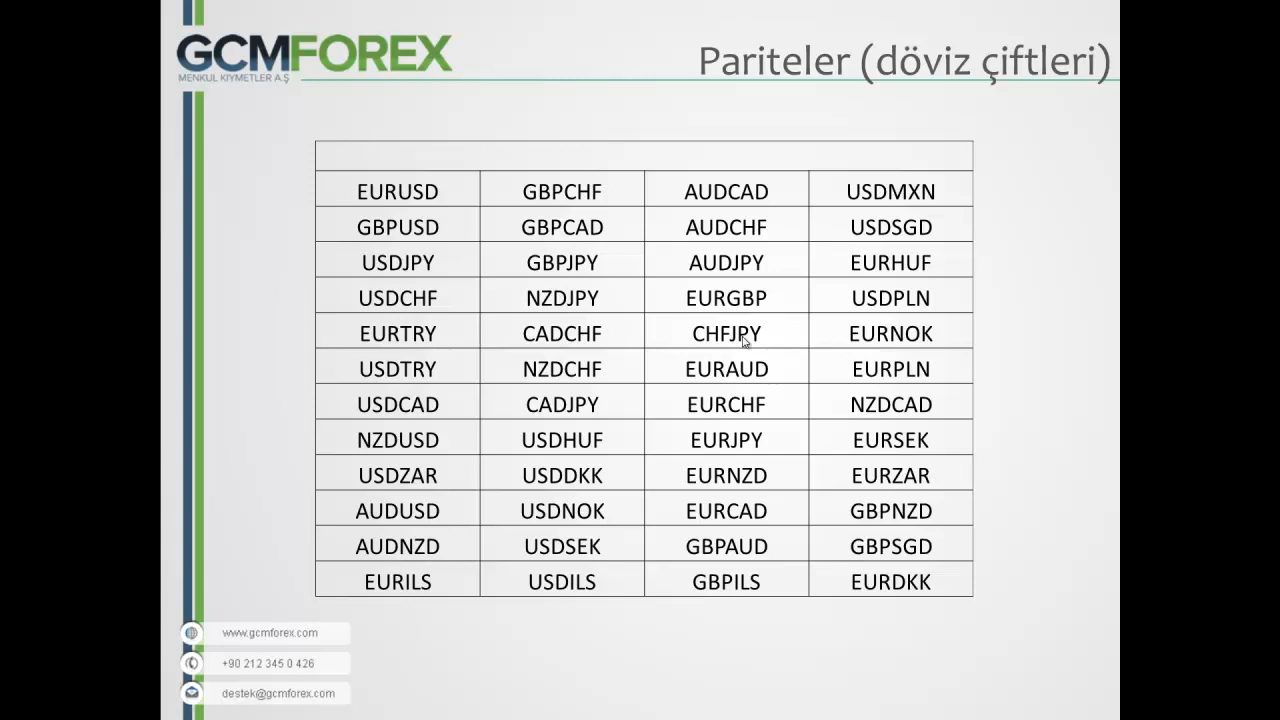 GCMFOREX
MENKUL KIYMETLER A.Ş
Pariteler (döviz çiftleri)
EURUSD GBPCHF AUDCAD USDMXN
GBPUSD GBPCAD AUDCHF USDSGD
USDJPY GBPJPY AUDJPY EURHUF
USDCHF NZDJPY EURGBP USDPLN
EURTRY CADCHF CHFJPY EURNOK
USDTRY NZDCHF EURAUD EURPLN
USDCAD CADJPY EURCHF NZDCAD
NZDUSD USDHUF EURJPY EURSEK
USDZAR USDDKK EURNZD EURZAR
AUDUSD USDNOK EURCAD GBPNZD
AUDNZD USDSEK GBPAUD GBPSGD
EURILS USDILS GBPILS EURDKK
www.gcmforex.com
+90 212 345 0 426
destek@gcmforex.com